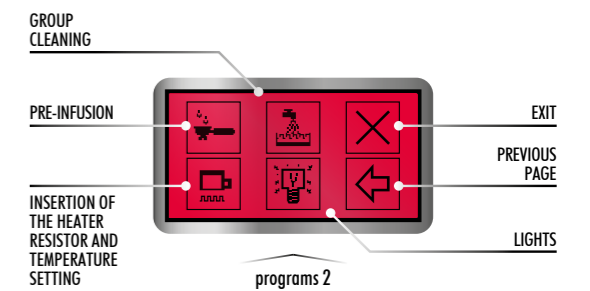 GROUP
CLEANING
PRE-INFUSION
EXIT
PREVIOUS
PAGE
INSERTION OF
THE HEATER
RESISTOR AND
TEMPERATURE
SETTING
LIGHTS
programs 2